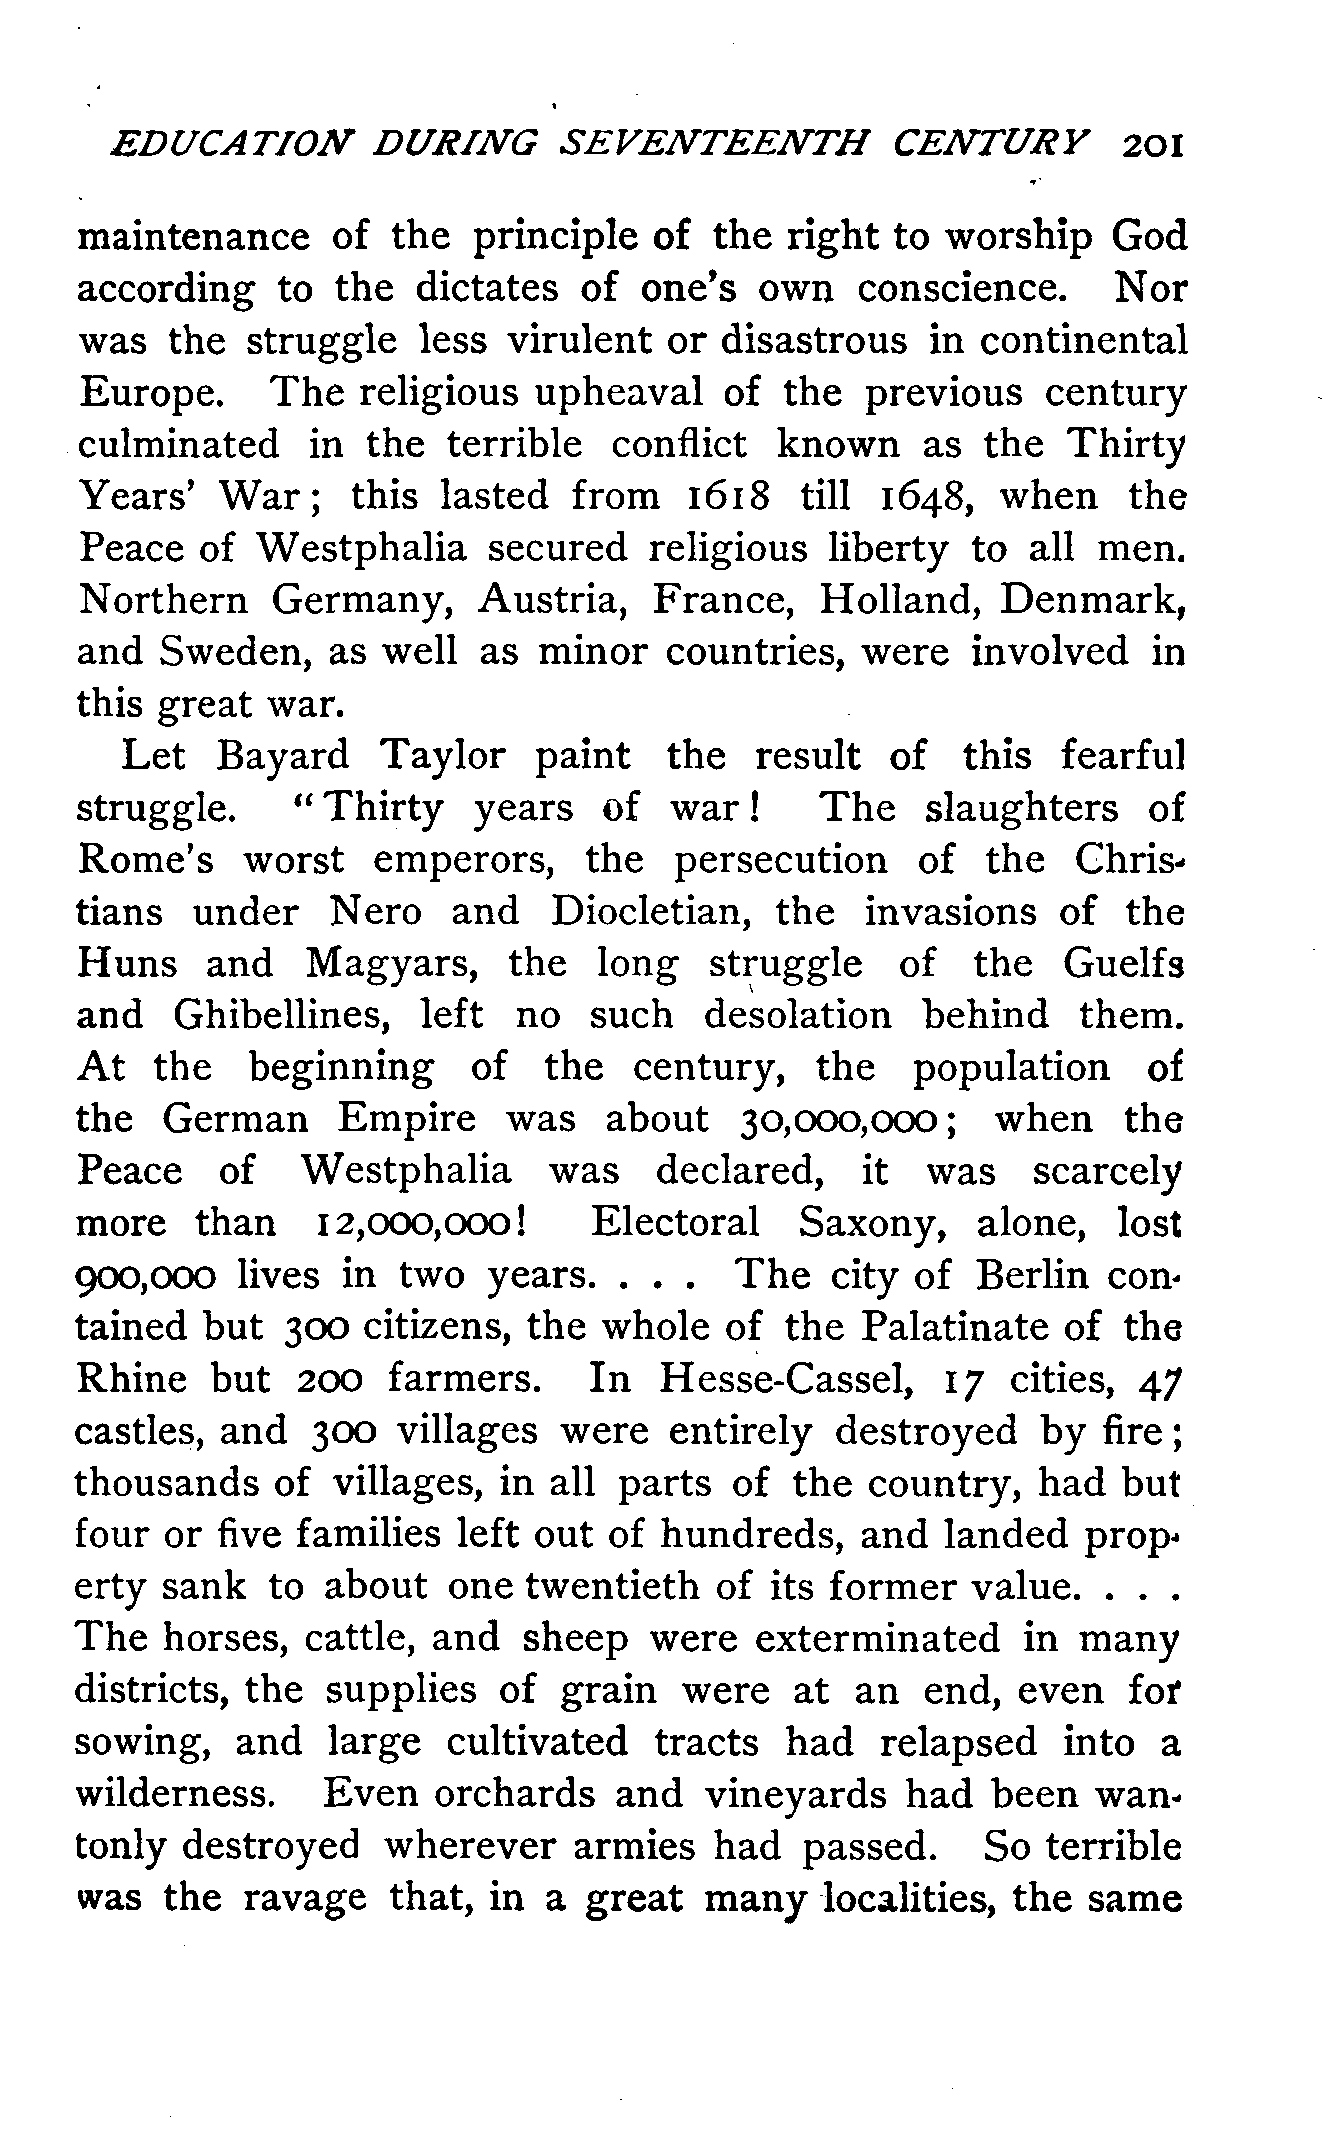 EDUCATION DURING SEVENTEENTH CENTURY 201
maintenance of the principle of the right to worship God
according to the dictates of one's own conscience. Nor
was the struggle less virulent or disastrous in continental
Europe. The religious upheaval of the previous century
culminated in the terrible conflict known as the Thirty
Years' War; this lasted from 1618 till 1648, when the
Peace of Westphalia secured religious liberty to all men.
Northern Germany, Austria, France, Holland, Denmark,
and Sweden, as well as minor countries, were involved in
this great war.
Let Bayard Taylor paint the result of this fearful
struggle. "Thirty years of war! The slaughters of
Rome's worst emperors, the persecution of the Chris-
tians under Nero and Diocletian, the invasions of the
Huns and Magyars, the long struggle of the Guelfs
and Ghibellines, left no such desolation behind them.
At the beginning of the century, the population of
the German Empire was about 30,000,000; when the
Peace of Westphalia was declared, it was scarcely
more than 12,000,000! Electoral Saxony, alone, lost
900,000 lives in two years. . . . The city of Berlin con-
tained but 300 citizens, the whole of the Palatinate of the
Rhine but 200 farmers. In Hesse-Cassel, 17 cities, 47
castles, and 300 villages were entirely destroyed by fire;
thousands of villages, in all parts of the country, had but
four or five families left out of hundreds, and landed prop-
erty sank to about one twentieth of its former value. . . .
The horses, cattle, and sheep were exterminated in many
districts, the supplies of grain were at an end, even for
sowing, and large cultivated tracts had relapsed into a
wilderness. Even orchards and vineyards had been wan-
tonly destroyed wherever armies had passed. So terrible
was the ravage that, in a great many localities, the same